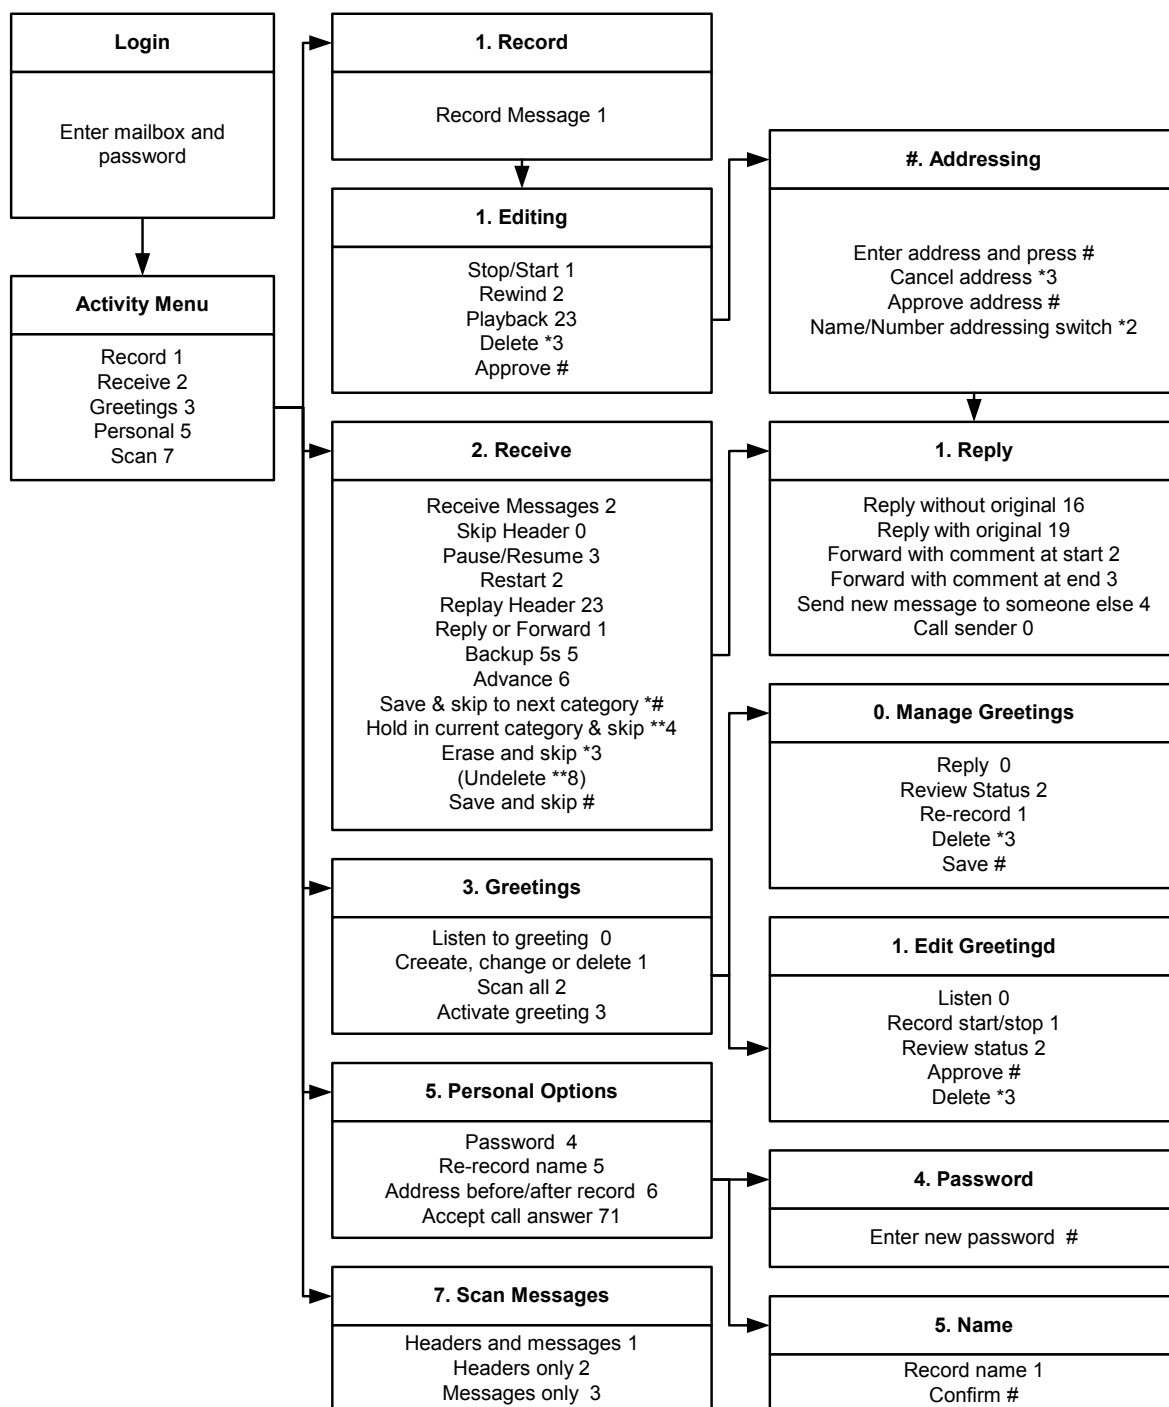 Login
Enter mailbox and
password
Activity Menu
Record 1
Receive 2
Greetings 3
Personal 5
Scan 7
1. Record
Record Message 1
1. Editing
Stop/Start 1
Rewind 2
Playback 23
Delete *3
Approve #
#. Addressing
Enter address and press #
Cancel address *3
Approve address #
Name/Number addressing switch *2
2. Receive
Receive Messages 2
Skip Header 0
Pause/Resume 3
Restart 2
Replay Header 23
Reply or Forward 1
Backup 5s 5
Advance 6
Save & skip to next category *#
Hold in current category & skip **4
Erase and skip *3
(Undelete **8)
Save and skip #
1. Reply
Reply without original 16
Reply with original 19
Forward with comment at start 2
Forward with comment at end 3
Send new message to someone else 4
Call sender 0
3. Greetings
Listen to greeting 0
Creeate, change or delete 1
Scan all 2
Activate greeting 3
0. Manage Greetings
Reply 0
Review Status 2
Re-record 1
Delete *3
Save #
1. Edit Greetingd
Listen 0
Record start/stop 1
Review status 2
Approve #
Delete *3
5. Personal Options
Password 4
Re-record name 5
Address before/after record 6
Accept call answer 71
4. Password
Enter new password #
5. Name
Record name 1
Confirm #
7. Scan Messages
Headers and messages 1
Headers only 2
Messages only 3